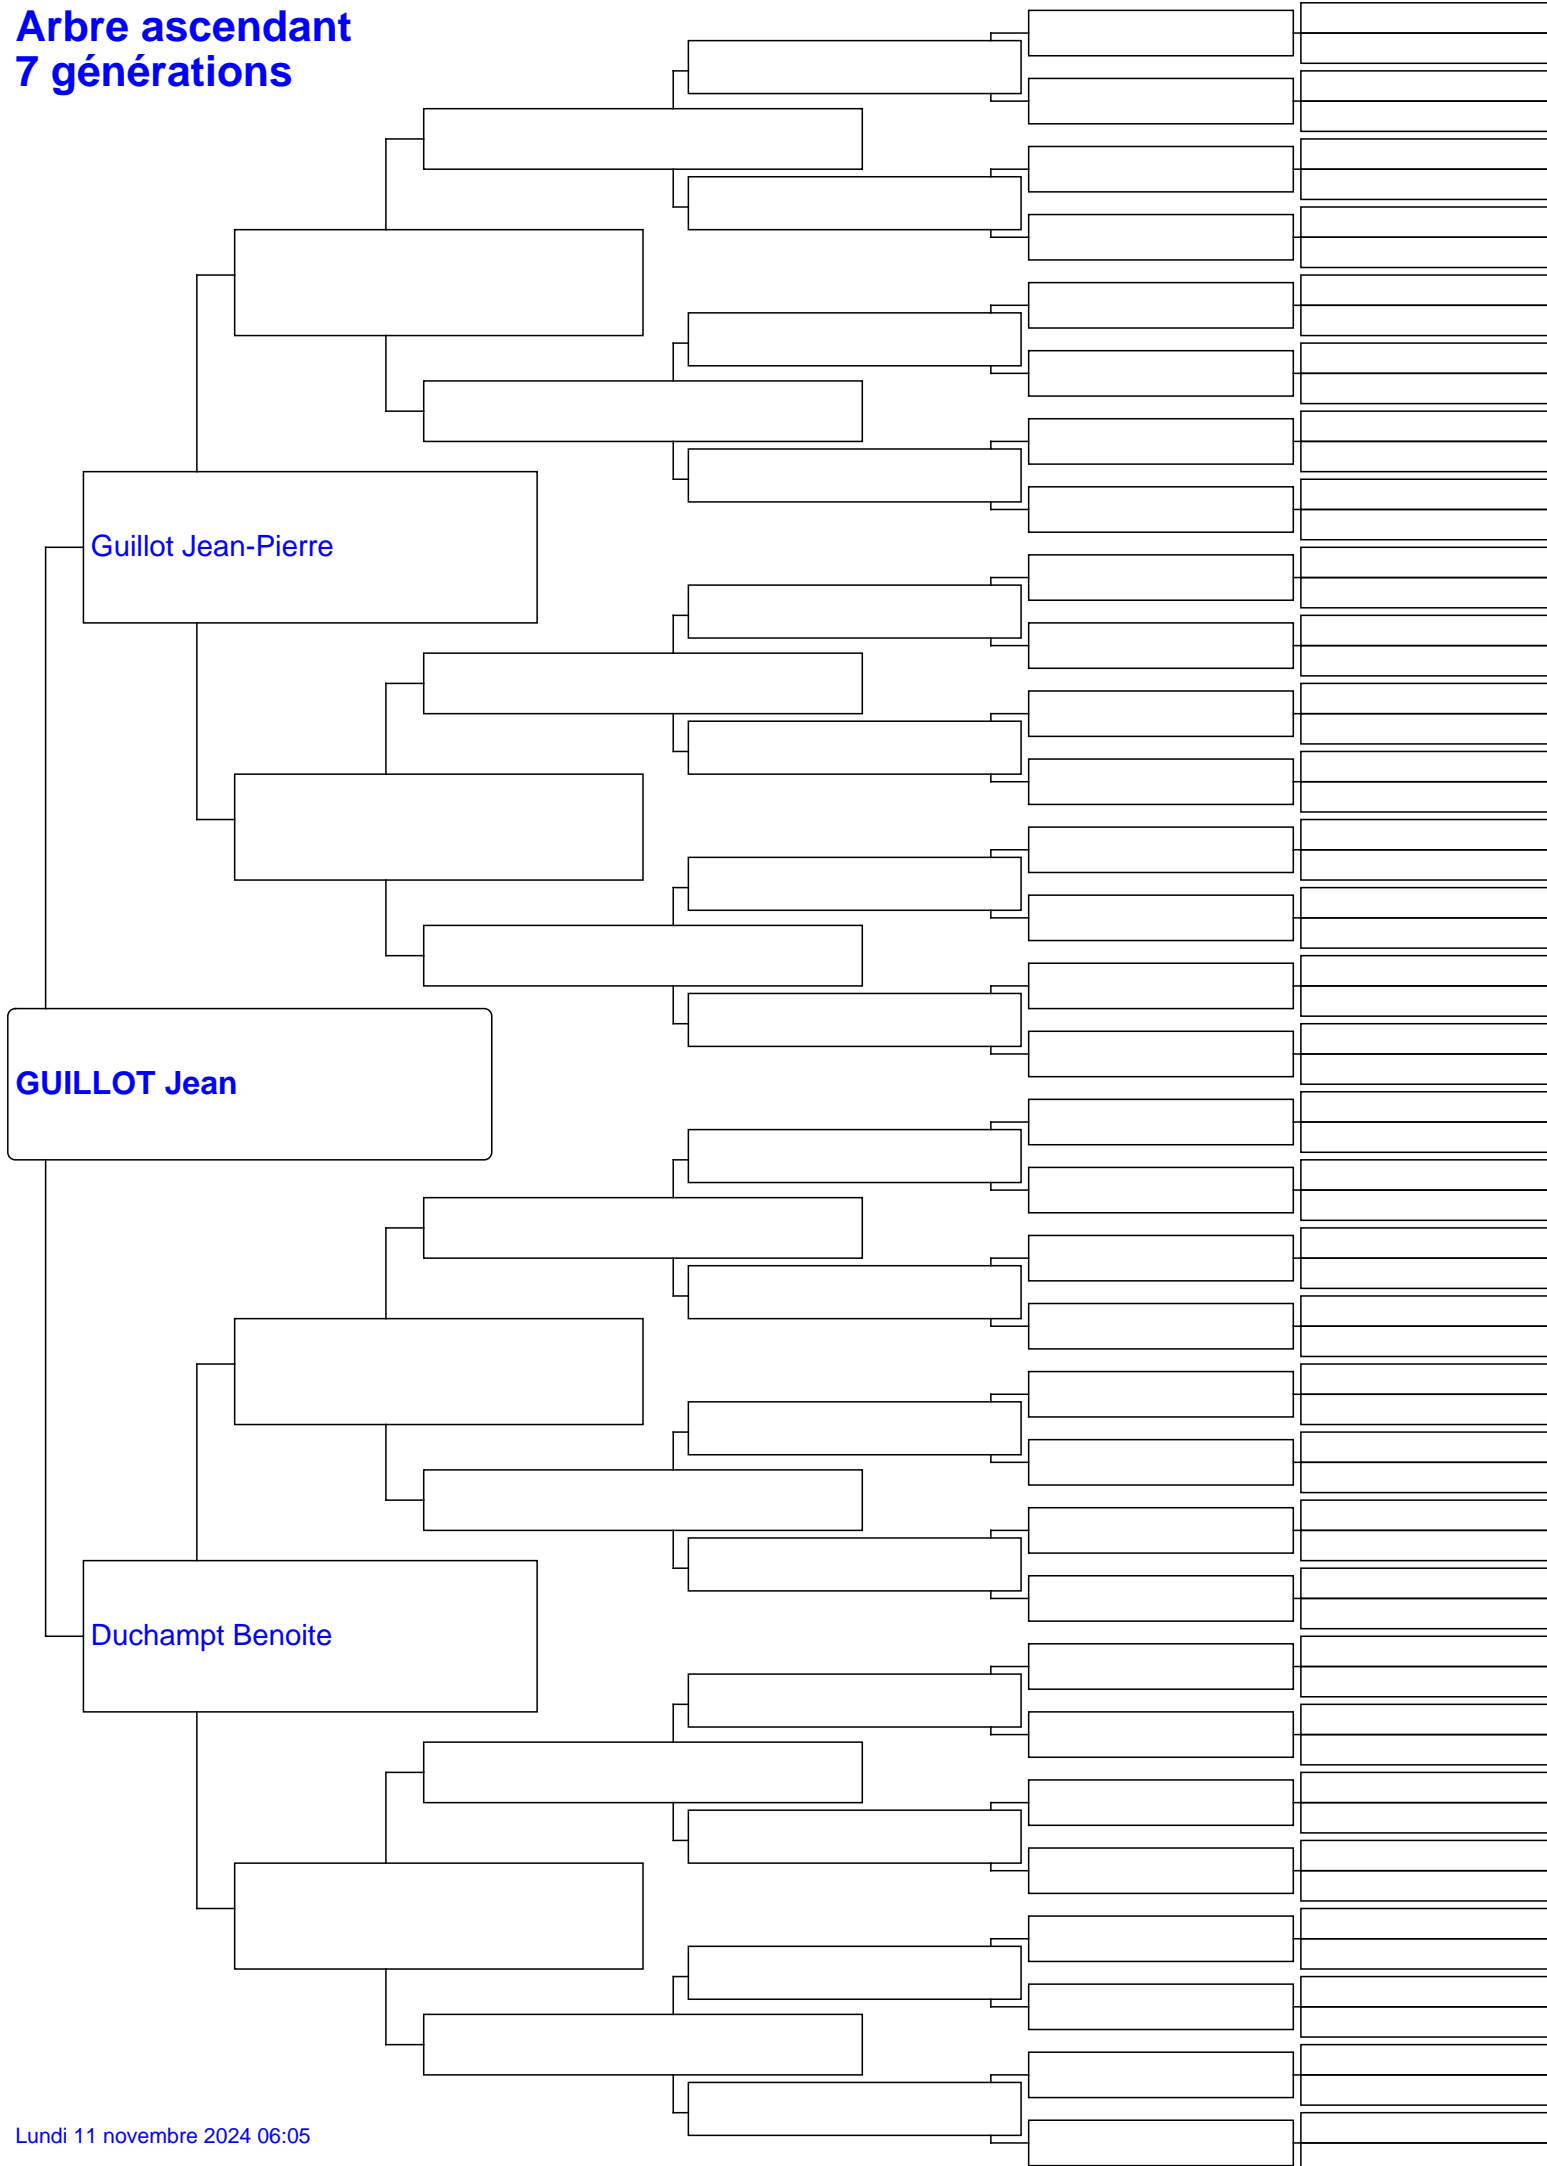 Arbre ascendant
7 générations
Guillot Jean-Pierre
GUILLOT Jean
Duchampt Benoite
Lundi 11 novembre 2024 06:05